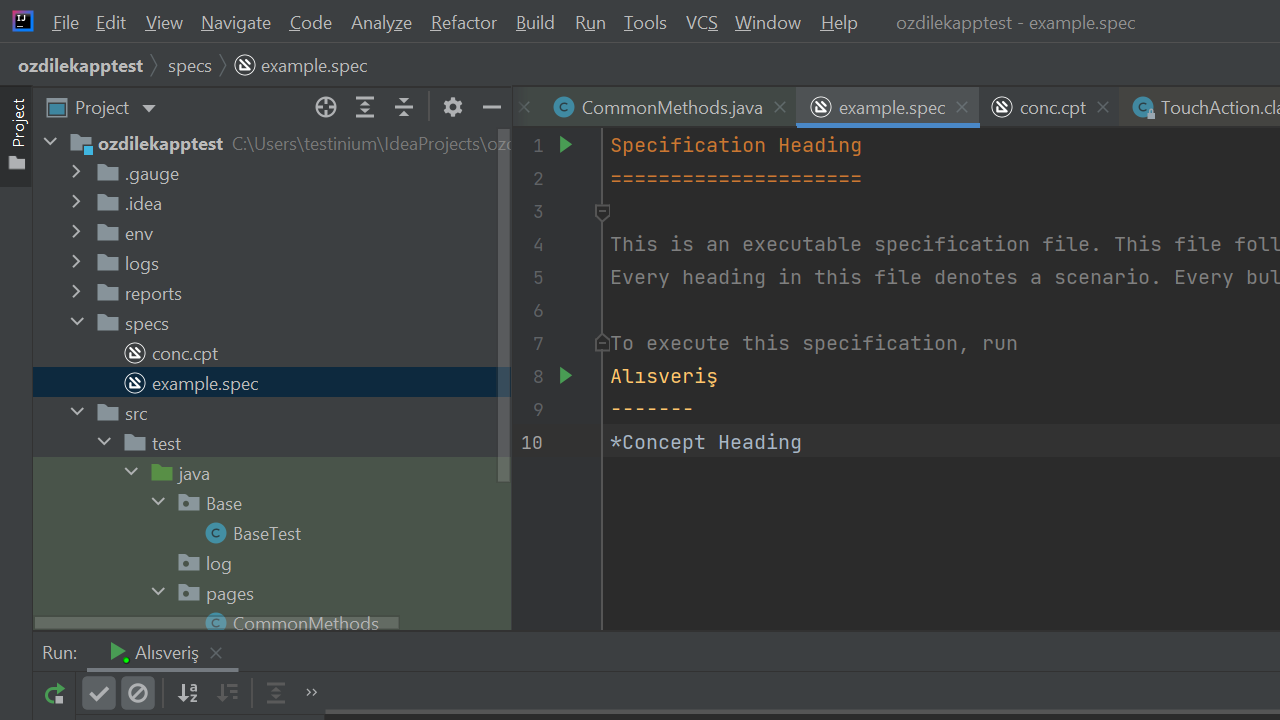 File Edit View Navigate Code Analyze Refactor Build Run Tools VCS Window Help ozdilekapptest - example.spec
ozdilekapptest specs example.spec
Project
Project
CommonMethods.java example.spec conc.cpt TouchAction.cla
ozdilekapptest C:\Users\testinium\IdeaProjects\ozd
.gauge
.idea
env
logs
reports
specs
conc.cpt
example.spec
src
test
java
Base
BaseTest
log
pages
CommonMethods
1 Specification Heading
2 =====================
3
4 This is an executable specification file. This file foll
5 Every heading in this file denotes a scenario. Every bul
6
7 To execute this specification, run
8 Alısveriş
9 -------
10 *Concept Heading
Run: Alısveriş